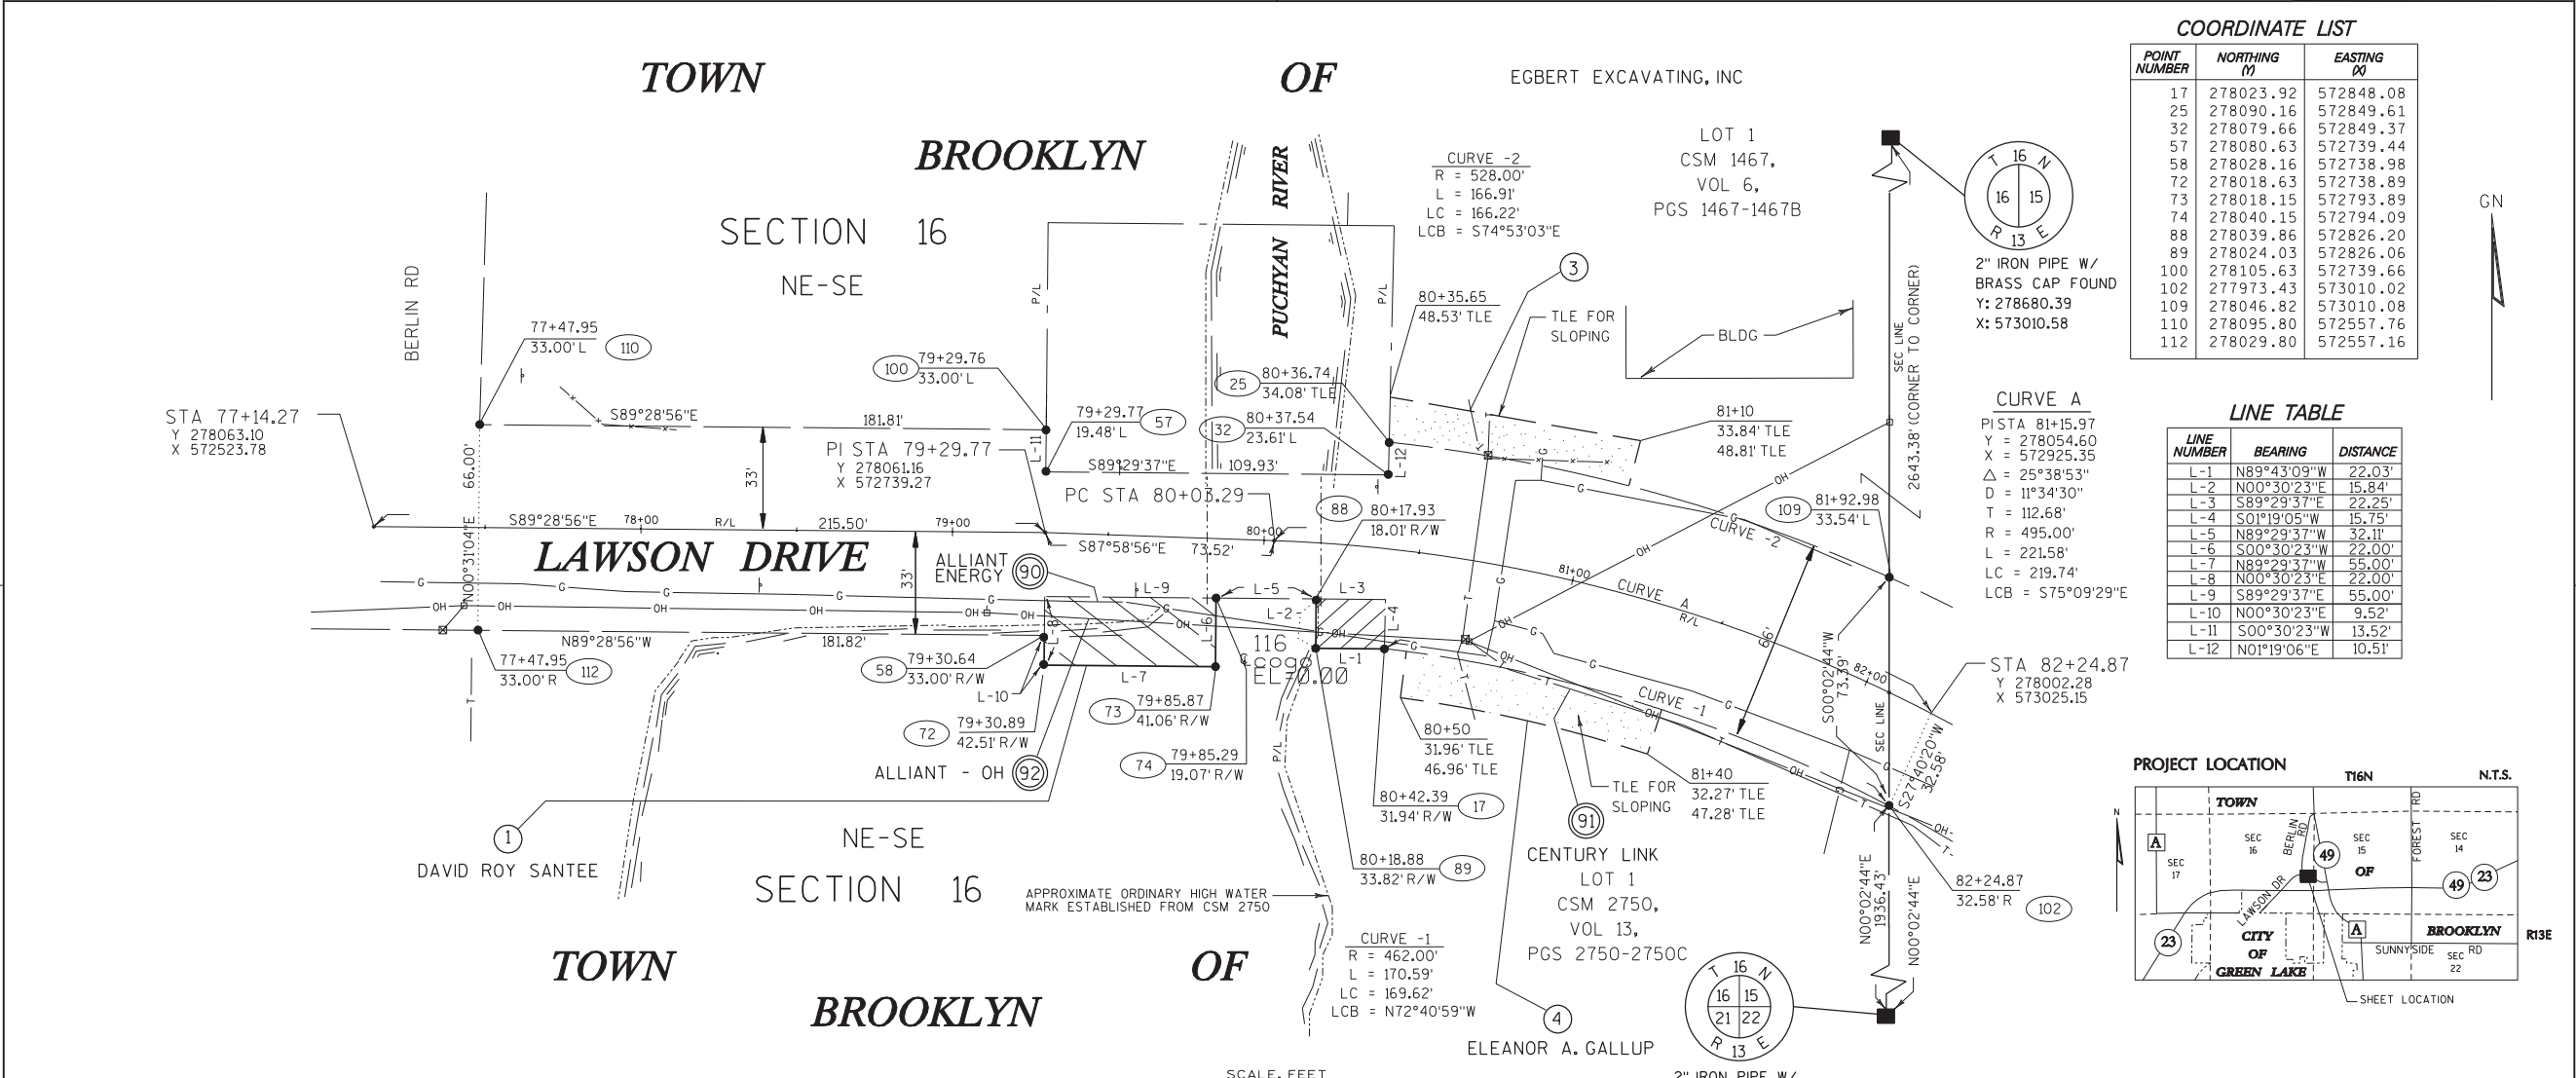 TOWN OF
BROOKLYN
SECTION 16
NE-SE
BERLIN RD
PUCHYAN RIVER
EGBERT EXCAVATING, INC
LOT 1
CSM 1467,
VOL 6,
PGS 1467-1467B
CURVE -2
R = 528.00'
L = 166.91'
LC = 166.22'
LCB = S74°53'03"E
3
TLE FOR
SLOPING
BLDG
T 16 N
16 15
R 13 E
2" IRON PIPE W/
BRASS CAP FOUND
Y: 278680.39
X: 573010.58
SEC LINE
2643.38' (CORNER TO CORNER)
GN
COORDINATE LIST
POINT NUMBER NORTHING (Y) EASTING (X)
17 278023.92 572848.08
25 278090.16 572849.61
32 278079.66 572849.37
57 278080.63 572739.44
58 278028.16 572738.98
72 278018.63 572738.89
73 278018.15 572793.89
74 278040.15 572794.09
88 278039.86 572826.20
89 278024.03 572826.06
100 278105.63 572739.66
102 277973.43 573010.02
109 278046.82 573010.08
110 278095.80 572557.76
112 278029.80 572557.16
LINE TABLE
LINE NUMBER BEARING DISTANCE
L-1 N89°43'09"W 22.03'
L-2 N00°30'23"E 15.84'
L-3 S89°29'37"E 22.25'
L-4 S01°19'05"W 15.75'
L-5 N89°29'37"W 32.11'
L-6 S00°30'23"W 22.00'
L-7 N89°29'37"W 55.00'
L-8 N00°30'23"E 22.00'
L-9 S89°29'37"E 55.00'
L-10 N00°30'23"E 9.52'
L-11 S00°30'23"W 13.52'
L-12 N01°19'06"E 10.51'
CURVE A
PI STA 81+15.97
Y = 278054.60
X = 572925.35
△ = 25°38'53"
D = 11°34'30"
T = 112.68'
R = 495.00'
L = 221.58'
LC = 219.74'
LCB = S75°09'29"E
77+47.95
33.00' L
110
STA 77+14.27
Y 278063.10
X 572523.78
S89°28'56"E 181.81'
66.00'
N00°31'04"E
33'
100
79+29.76
33.00' L
P/L
P/L
PI STA 79+29.77
Y 278061.16
X 572739.27
L-11
79+29.77
19.48' L
57
25
80+36.74
34.08' TLE
32
80+37.54
23.61' L
80+35.65
48.53' TLE
L-12
S89°29'37"E 109.93'
PC STA 80+03.29
88
80+17.93
18.01' R/W
81+10
33.84' TLE
48.81' TLE
109
81+92.98
33.54' L
S89°28'56"E 78+00 R/L 215.50' 79+00
S87°58'56"E 73.52'
80+00
81+00
82+00
CURVE -2
CURVE A
R/L
CURVE -1
66'
LAWSON DRIVE
33'
ALLIANT
ENERGY
90
L-9
L-5
L-3
L-2
L-8
L-6
L-4
L-1
L-7
L-10
116
EL=0.00
N89°28'56"W 181.82'
77+47.95
33.00' R
112
58
79+30.64
33.00' R/W
72
79+30.89
42.51' R/W
73
79+85.87
41.06' R/W
74
79+85.29
19.07' R/W
ALLIANT - OH
92
1
DAVID ROY SANTEE
80+50
31.96' TLE
46.96' TLE
80+42.39
31.94' R/W
17
80+18.88
33.82' R/W
89
P/L
TLE FOR
SLOPING
81+40
32.27' TLE
47.28' TLE
91
CENTURY LINK
LOT 1
CSM 2750,
VOL 13,
PGS 2750-2750C
S00°02'44"W
73.39'
SEC LINE
S27°40'20"W
32.58'
STA 82+24.87
Y 278002.28
X 573025.15
82+24.87
32.58' R
102
N00°02'44"E
1936.43'
N00°02'44"E
NE-SE
SECTION 16
TOWN OF
BROOKLYN
APPROXIMATE ORDINARY HIGH WATER
MARK ESTABLISHED FROM CSM 2750
CURVE -1
R = 462.00'
L = 170.59'
LC = 169.62'
LCB = N72°40'59"W
4
ELEANOR A. GALLUP
T 16 N
16 15
21 22
R 13 E
2" IRON PIPE W/
SCALE, FEET
PROJECT LOCATION
T16N
N.T.S.
N
TOWN
OF
BROOKLYN
R13E
A
SEC
17
SEC
16
BERLIN RD
49
SEC
15
FOREST RD
SEC
14
49
23
LAWSON DR
23
CITY
OF
GREEN LAKE
A
SUNNYSIDE RD
SEC
22
SHEET LOCATION